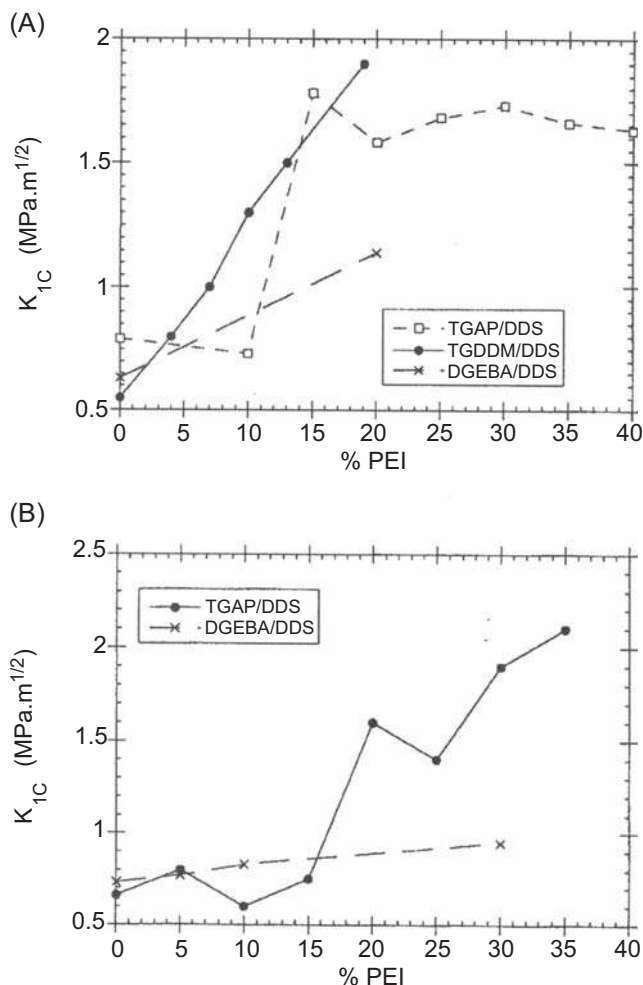 (A)
2
1.5
1
0.5
K1C (MPa.m1/2)
TGAP/DDS
TGDDM/DDS
DGEBA/DDS
0 5 10 15 20 25 30 35 40
% PEI
(B)
2.5
2
1.5
1
0.5
K1C (MPa.m1/2)
TGAP/DDS
DGEBA/DDS
0 5 10 15 20 25 30 35 40
% PEI